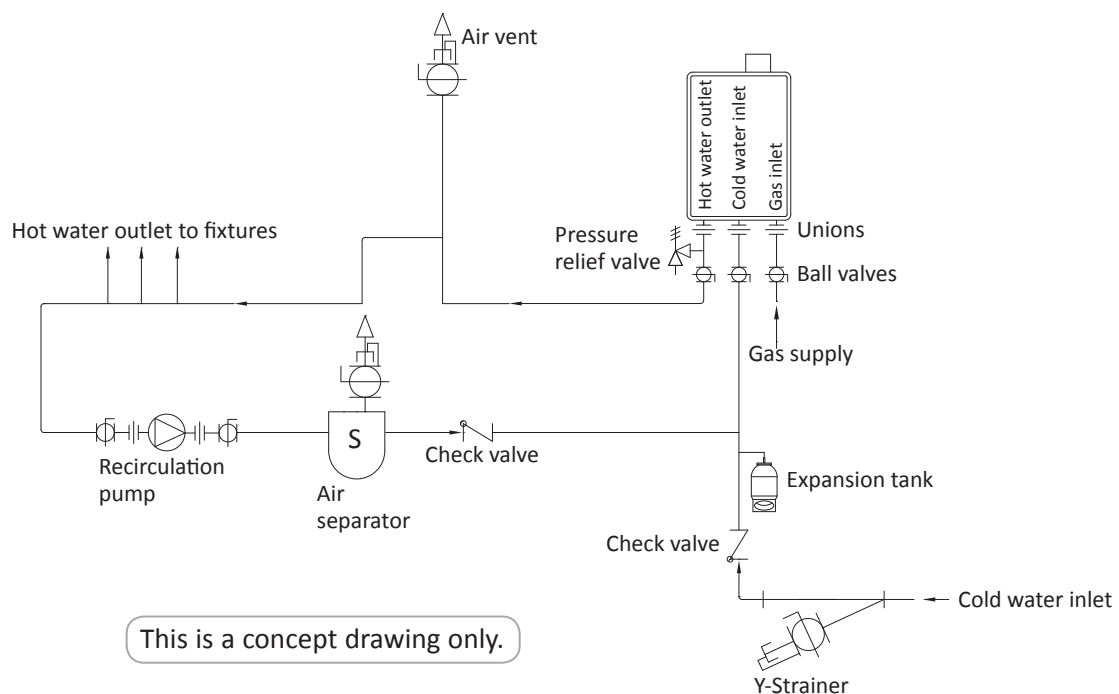 Air vent
Hot water outlet
Cold water inlet
Gas inlet
Hot water outlet to fixtures
Pressure
relief valve
Unions
Ball valves
Gas supply
S
Recirculation
pump
Air
separator
Check valve
Expansion tank
Check valve
Cold water inlet
This is a concept drawing only.
Y-Strainer